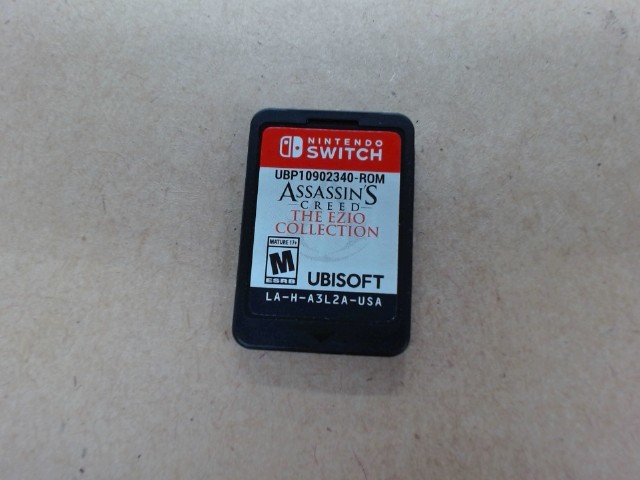 NINTENDO
SWITCH
UBP10902340-ROM
ASSASSIN'S
CREED
THE EZIO
COLLECTION
MATURE 17+
M
ESRB
UBISOFT
LA-H-A3L2A-USA